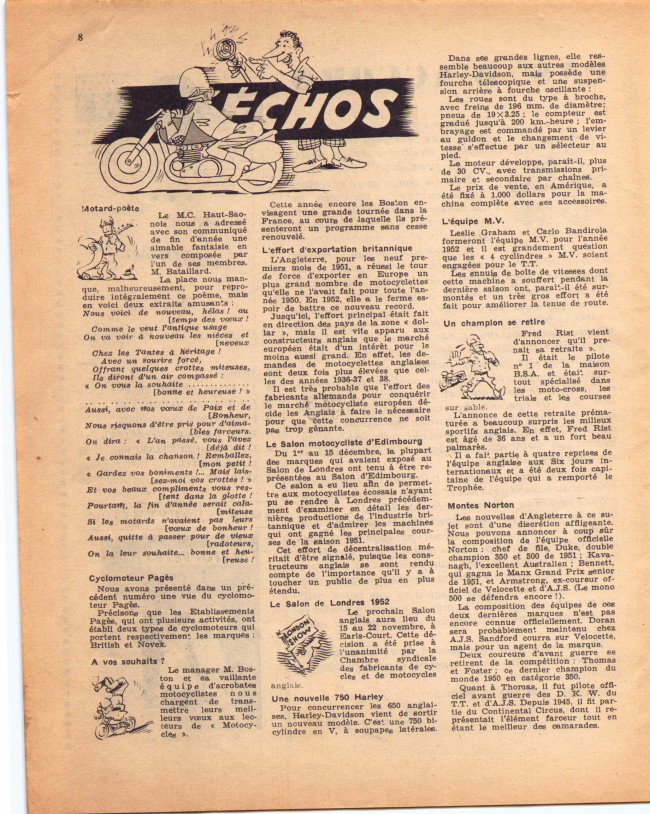 8
ÉCHOS
Motard-poète
Le M.C. Haut-Sao-
nois nous a adressé
avec son communiqué
de fin d'année une
aimable fantaisie en
vers composée par
l'un de ses membres,
M. Bataillard.
La place nous man-
que, malheureusement, pour repro-
duire intégralement ce poème, mais
en voici deux extraits amusants :
Nous voici de nouveau, hélas ! au
[temps des vœux !
Comme le veut l'antique usage
On va voir à nouveau les nièces et
[neveux
Chez les Tantes à héritage !
Avec un sourire forcé,
Offrant quelques crottes miteuses,
Ils diront d'un air compassé :
« On vous la souhaite ...............
[bonne et heureuse ! »
Aussi, avec nos vœux de Paix et de
[Bonheur,
Nous risquons d'être pris pour d'aima-
[bles farceurs.
On dira : « L'an passé, vous l'avez
[déjà dit !
« Je connais la chanson ! Remballez,
[mon petit !
« Gardez vos boniments !... Mais lais-
[sez-moi vos crottes ! »
Et vos beaux compliments vous res-
[tent dans la glotte !
Pourtant, la fin d'année serait cala-
[miteuse
Si les motards n'avaient pas leurs
[vœux de bonheur !
Aussi, quitte à passer pour de vieux
[radoteurs,
On la leur souhaite... bonne et heu-
[reuse !
Cyclomoteur Pagès
Nous avons présenté dans un pré-
cédent numéro une vue du cyclomo-
teur Pagès.
Précisons que les Etablissements
Pagès, qui ont plusieurs activités, ont
établi deux types de cyclomoteurs qui
portent respectivement les marques :
British et Novex.
A vos souhaits ?
Le manager M. Bos-
ton et sa vaillante
équipe d'acrobates
motocyclistes nous
chargent de trans-
mettre leurs meil-
leurs vœux aux lec-
teurs de « Motocy-
cles ».
Cette année encore les Boston en-
visagent une grande tournée dans la
France, au cours de laquelle ils pré-
senteront un programme sans cesse
renouvelé.
L'effort d'exportation britannique
L'Angleterre, pour les neuf pre-
miers mois de 1951, a réussi le tour
de force d'exporter en Europe un
plus grand nombre de motocyclettes
qu'elle ne l'avait fait pour toute l'an-
née 1950. En 1952, elle a le ferme es-
poir de battre ce nouveau record.
Jusqu'ici, l'effort principal était fait
en direction des pays de la zone « dol-
lar », mais il est vite apparu aux
constructeurs anglais que le marché
européen était d'un intérêt pour le
moins aussi grand. En effet, les de-
mandes de motocyclettes anglaises
sont deux fois plus élevées que cel-
les des années 1936-37 et 38.
Il est très probable que l'effort des
fabricants allemands pour conquérir
le marché motocycliste européen dé-
cide les Anglais à faire le nécessaire
pour que cette concurrence ne soit
pas trop gênante.
Le Salon motocycliste d'Edimbourg
Du 1er au 15 décembre, la plupart
des marques qui avaient exposé au
Salon de Londres ont tenu à être re-
présentées au Salon d'Edimbourg.
Ce salon a eu lieu afin de permet-
tre aux motocyclistes écossais n'ayant
pu se rendre à Londres précédem-
ment d'examiner en détail les der-
nières productions de l'industrie bri-
tannique et d'admirer les machines
qui ont gagné les principales cour-
ses de la saison 1951.
Cet effort de décentralisation mé-
ritait d'être signalé, puisque les cons-
tructeurs anglais se sont rendu
compte de l'importance qu'il y a à
toucher un public de plus en plus
étendu.
Le Salon de Londres 1952
LONDON
SHOW
Le prochain Salon
anglais aura lieu du
15 au 22 novembre, à
Earls-Court. Cette dé-
cision a été prise à
l'unanimité par la
Chambre syndicale
des fabricants de cy-
cles et de motocycles
anglais.
Une nouvelle 750 Harley
Pour concurrencer les 650 anglai-
ses, Harley-Davidson vient de sortir
un nouveau modèle. C'est une 750 bi-
cylindre en V, à soupapes latérales.
Dans ses grandes lignes, elle res-
semble beaucoup aux autres modèles
Harley-Davidson, mais possède une
fourche télescopique et une suspen-
sion arrière à fourche oscillante :
Les roues sont du type à broche,
avec freins de 196 mm. de diamètre;
pneus de 19×3.25 ; le compteur est
gradué jusqu'à 200 km.-heure ; l'em-
brayage est commandé par un levier
au guidon et le changement de vi-
tesse s'effectue par un sélecteur au
pied.
Le moteur développe, paraît-il, plus
de 30 CV., avec transmissions pri-
maire et secondaire par chaînes.
Le prix de vente, en Amérique, a
été fixé à 1.000 dollars pour la ma-
chine complète avec ses accessoires.
L'équipe M.V.
Leslie Graham et Carlo Bandirola
formeront l'équipe M.V. pour l'année
1952 et il est grandement question
que les « 4 cylindres » M.V. soient
engagées pour le T.T.
Les ennuis de boîte de vitesses dont
cette machine a souffert pendant la
dernière saison ont, paraît-il été sur-
montés et un très gros effort a été
fait pour améliorer la tenue de route.
Un champion se retire
Fred Rist vient
d'annoncer qu'il pre-
nait sa retraite ».
Il était le pilote
n° 1 de la maison
B.S.A. et était sur-
tout spécialisé dans
les moto-cross, les
trials et les courses
sur sable.
L'annonce de cette retraite préma-
turée a beaucoup surpris les milieux
sportifs anglais. En effet, Fred Rist
est âgé de 36 ans et a un fort beau
palmarès.
Il a fait partie à quatre reprises de
l'équipe anglaise aux Six jours in-
ternationaux et a été deux fois capi-
taine de l'équipe qui a remporté le
Trophée.
Montes Norton
Les nouvelles d'Angleterre à ce su-
jet sont d'une discrétion affligeante.
Nous pouvons annoncer à coup sûr
la composition de l'équipe officielle
Norton : chef de file, Duke, double
champion 350 et 500 de 1951 ; Kava-
nagh, l'excellent Australien ; Bennett,
qui gagna le Manx Grand Prix senior
de 1951, et Armstrong, ex-coureur of-
ficiel de Velocette et d'A.J.S. (Le mono
500 se défendra encore !).
La composition des équipes de ces
deux dernières marques n'est pas
encore connue officiellement. Doran
sera probablement maintenu chez
A.J.S. Sandford courra sur Velocette,
mais pour un agent de la marque.
Deux coureurs d'avant guerre se
retirent de la compétition : Thomas
et Foster ; ce dernier champion du
monde 1950 en catégorie 350.
Quant à Thomas, il fut pilote offi-
ciel avant guerre des D. K. W. du
T.T. et d'A.J.S. Depuis 1945, il fit par-
tie du Continental Circus, dont il re-
présentait l'élément farceur tout en
étant le meilleur des camarades.